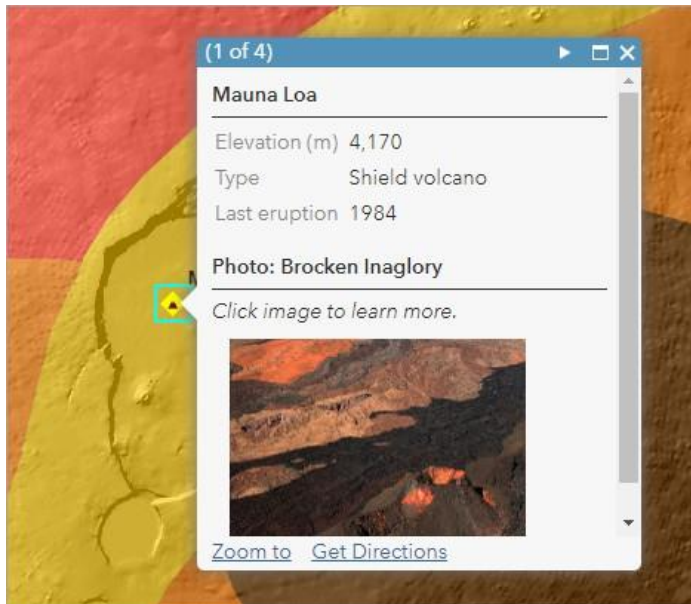 (1 of 4)
Mauna Loa
Elevation (m) 4,170
Type Shield volcano
Last eruption 1984
Photo: Brocken Inaglory
Click image to learn more.
Zoom to Get Directions